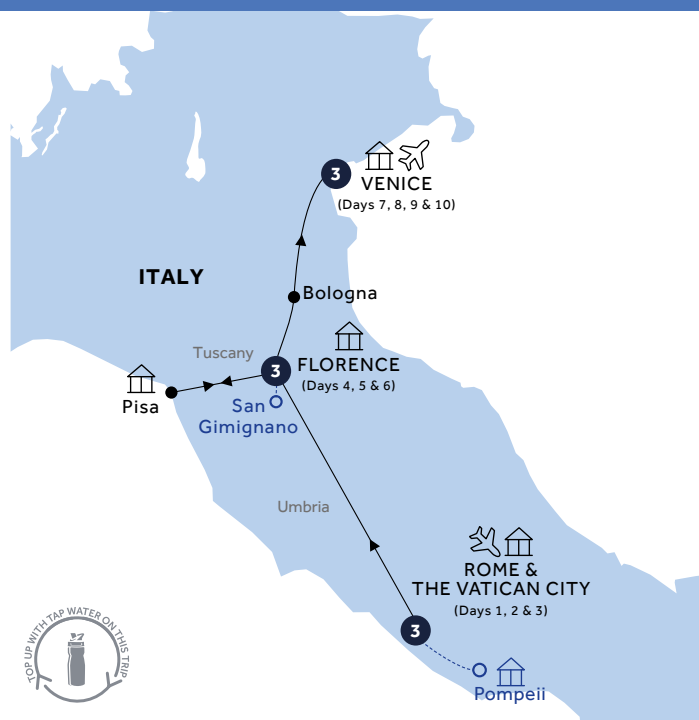 3
VENICE
(Days 7, 8, 9 & 10)
ITALY
Bologna
Tuscany
3
FLORENCE
(Days 4, 5 & 6)
Pisa
San
Gimignano
Umbria
ROME &
THE VATICAN CITY
(Days 1, 2 & 3)
3
Pompeii
TOP UP WITH TAP WATER ON THIS TRIP